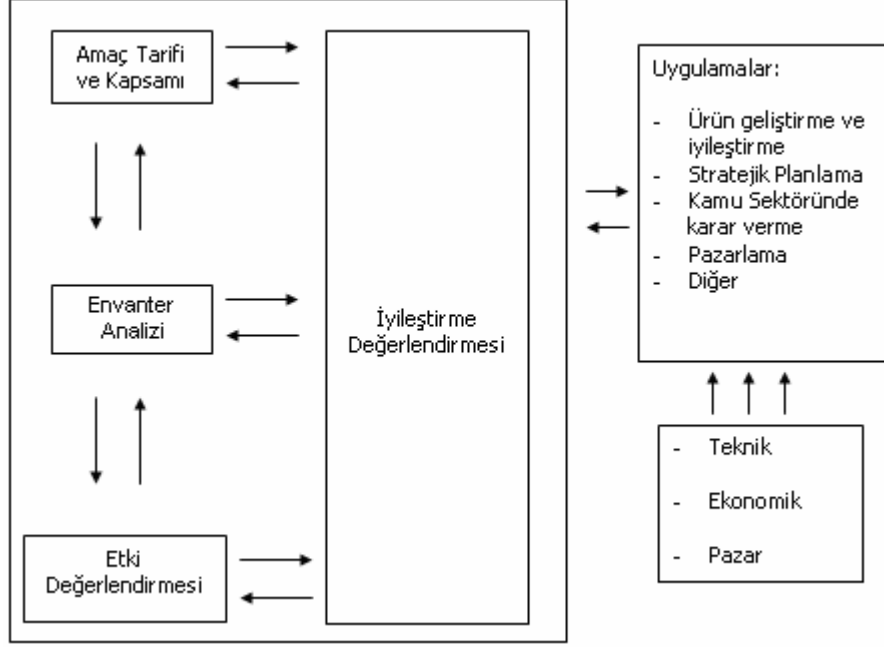 Amaç Tarifi
ve Kapsamı
Envanter
Analizi
Etki
Değerlendirmesi
İyileştirme
Değerlendirmesi
Uygulamalar:
- Ürün geliştirme ve
iyileştirme
- Stratejik Planlama
- Kamu Sektöründe
karar verme
- Pazarlama
- Diğer
- Teknik
- Ekonomik
- Pazar